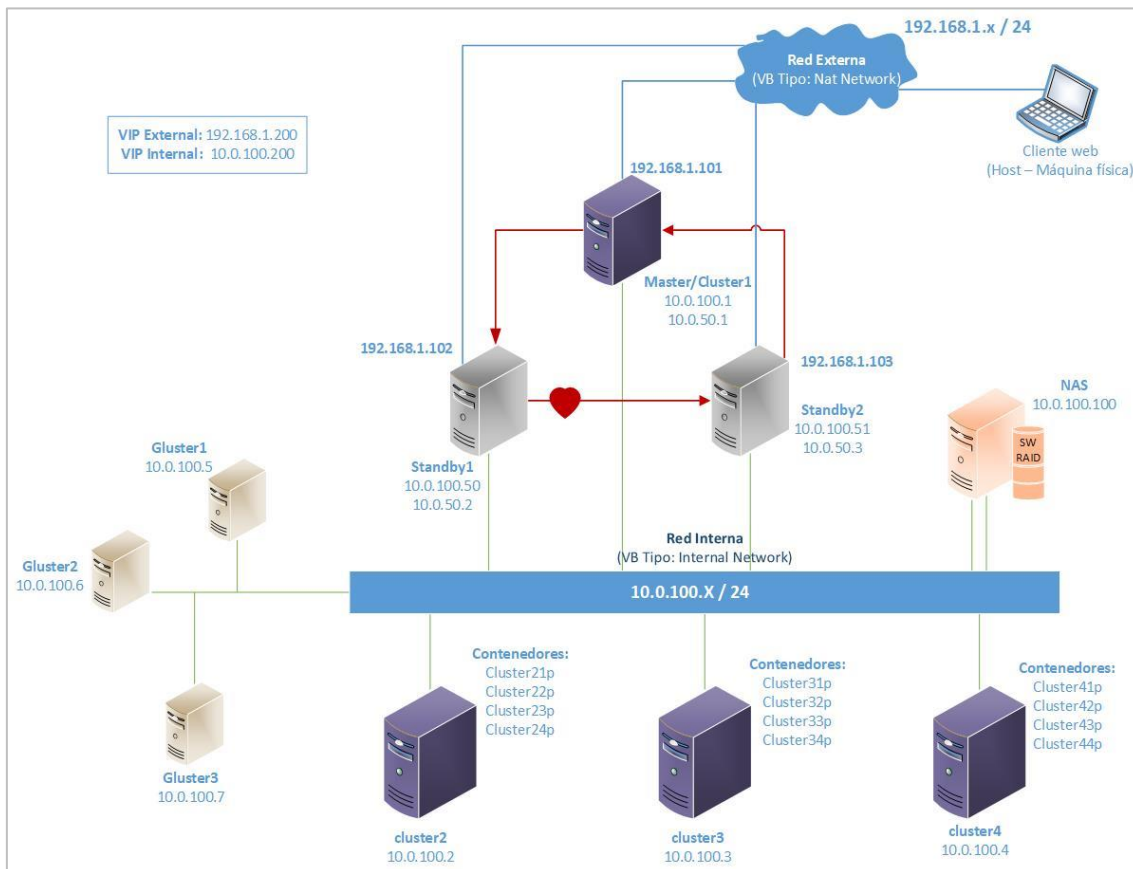 192.168.1.x / 24
Red Externa
(VB Tipo: Nat Network)
VIP External: 192.168.1.200
VIP Internal: 10.0.100.200
Cliente web
(Host – Máquina física)
192.168.1.101
Master/Cluster1
10.0.100.1
10.0.50.1
192.168.1.102
192.168.1.103
Standby1
10.0.100.50
10.0.50.2
Standby2
10.0.100.51
10.0.50.3
NAS
10.0.100.100
SW
RAID
Gluster1
10.0.100.5
Gluster2
10.0.100.6
Gluster3
10.0.100.7
Red Interna
(VB Tipo: Internal Network)
10.0.100.X / 24
Contenedores:
Cluster21p
Cluster22p
Cluster23p
Cluster24p
cluster2
10.0.100.2
Contenedores:
Cluster31p
Cluster32p
Cluster33p
Cluster34p
cluster3
10.0.100.3
Contenedores:
Cluster41p
Cluster42p
Cluster43p
Cluster44p
cluster4
10.0.100.4